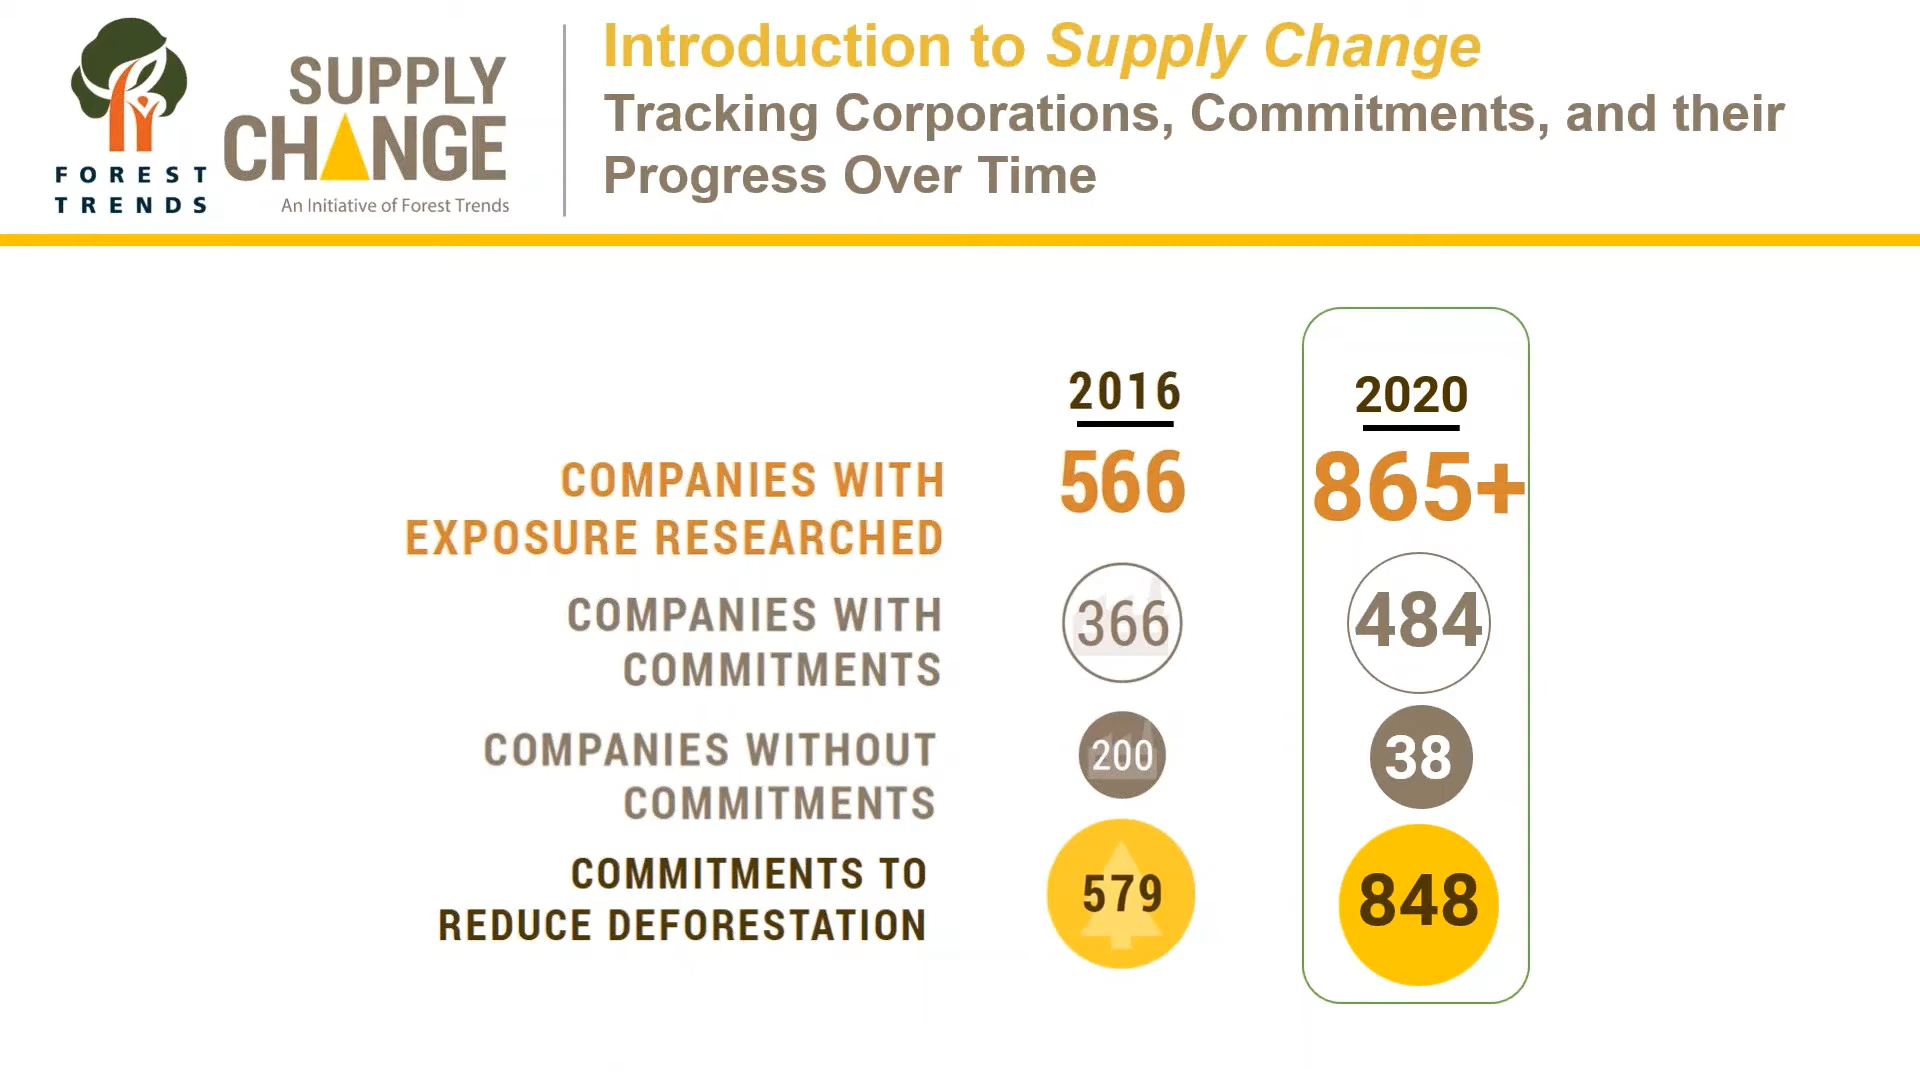 FOREST
TRENDS
SUPPLY
CHANGE
An Initiative of Forest Trends
Introduction to Supply Change
Tracking Corporations, Commitments, and their
Progress Over Time
2016
2020
COMPANIES WITH
EXPOSURE RESEARCHED
566
865+
COMPANIES WITH
COMMITMENTS
366
484
COMPANIES WITHOUT
COMMITMENTS
200
38
COMMITMENTS TO
REDUCE DEFORESTATION
579
848